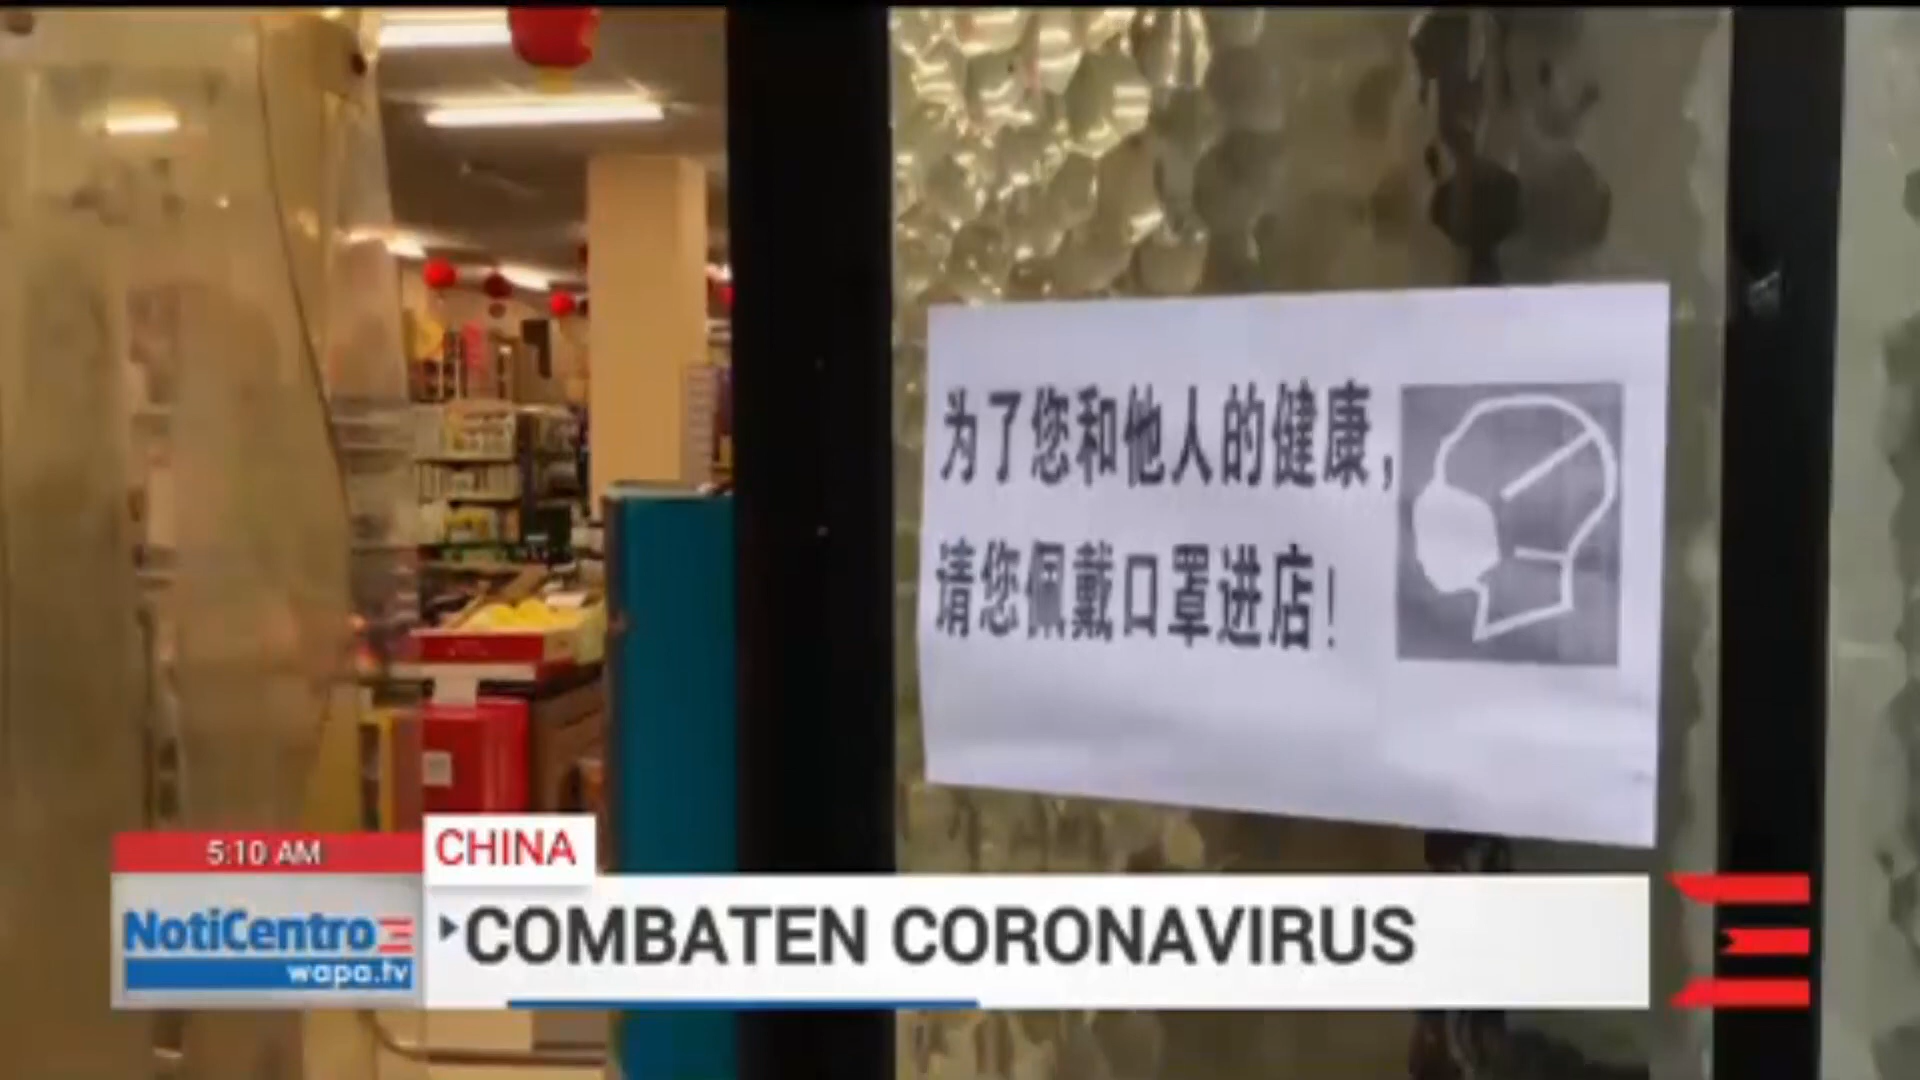 为了您和他人的健康，
请您佩戴口罩进店！
5:10 AM
CHINA
NotiCentro
wapa.tv
COMBATEN CORONAVIRUS